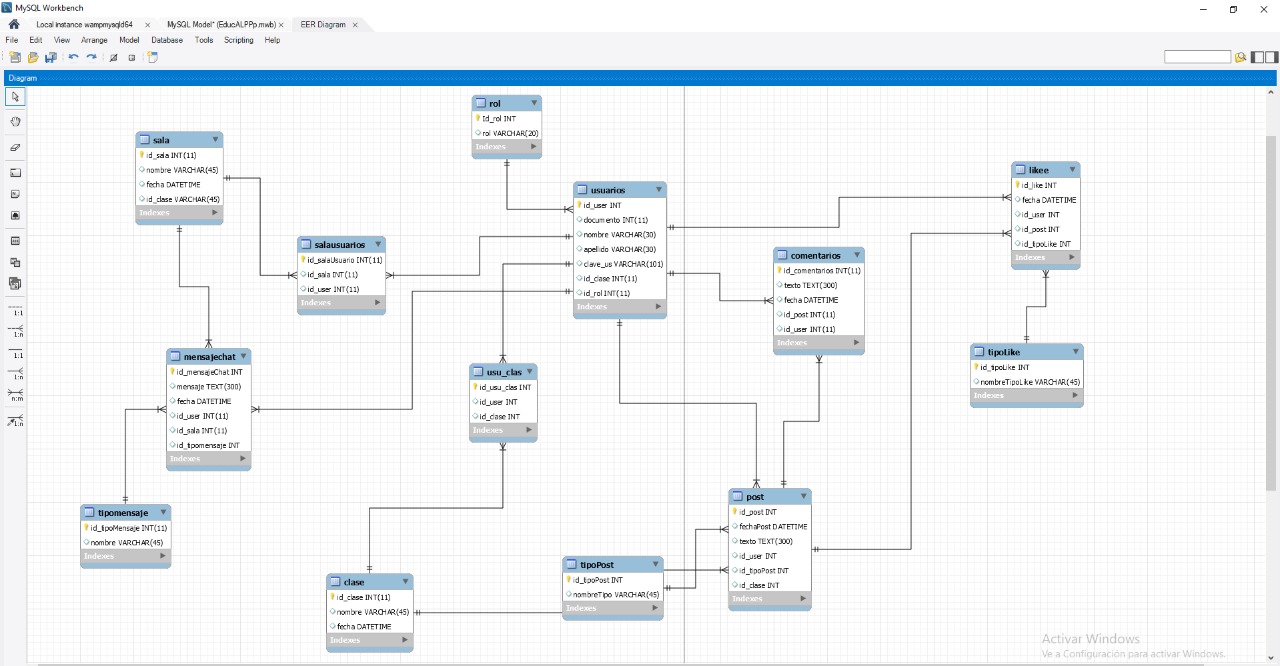 MySQL Workbench
Local instance wampmysqld64 × MySQL Model* (EducALPPp.mwb) × EER Diagram ×
File Edit View Arrange Model Database Tools Scripting Help
Diagram
1:1
1:n
1:1
1:n
n:m
1:n
rol
Id_rol INT
rol VARCHAR(20)
Indexes
sala
id_sala INT(11)
nombre VARCHAR(45)
fecha DATETIME
id_clase VARCHAR(45)
Indexes
usuarios
id_user INT
documento INT(11)
nombre VARCHAR(30)
apellido VARCHAR(30)
clave_us VARCHAR(101)
id_clase INT(11)
id_rol INT(11)
Indexes
likee
id_like INT
fecha DATETIME
id_user INT
id_post INT
id_tipoLike INT
Indexes
salausuarios
id_salaUsuario INT(11)
id_sala INT(11)
id_user INT(11)
Indexes
comentarios
id_comentarios INT(11)
texto TEXT(300)
fecha DATETIME
id_post INT(11)
id_user INT(11)
Indexes
mensajechat
id_mensajeChat INT
mensaje TEXT(300)
fecha DATETIME
id_user INT(11)
id_sala INT(11)
id_tipomensaje INT
Indexes
usu_clas
id_usu_clas INT
id_user INT
id_clase INT
Indexes
tipoLike
id_tipoLike INT
nombreTipoLike VARCHAR(45)
Indexes
tipomensaje
id_tipoMensaje INT(11)
nombre VARCHAR(45)
Indexes
post
id_post INT
fechaPost DATETIME
texto TEXT(300)
id_user INT
id_tipoPost INT
id_clase INT
Indexes
tipoPost
id_tipoPost INT
nombreTipo VARCHAR(45)
Indexes
clase
id_clase INT(11)
nombre VARCHAR(45)
fecha DATETIME
Indexes
Activar Windows
Ve a Configuración para activar Windows.